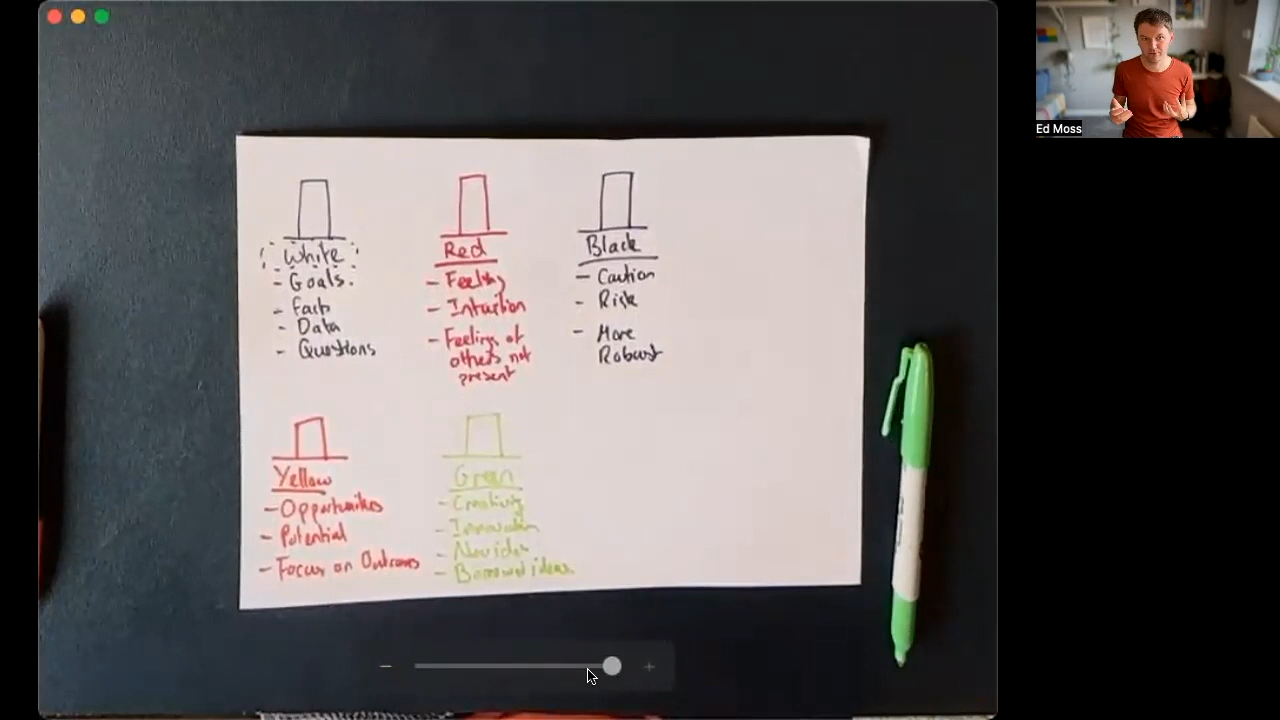 White
- Goals.
- Facts
- Data
- Questions
Red
- Feeling
- Intuition
- Feelings of
others not
present
Black
- Caution
- Risk
- More
Robust
Yellow
- Opportunities
- Potential
- Focus on Outcomes
Green
- Creativity
- Innovation
- New ideas
- Borrowed ideas
Ed Moss